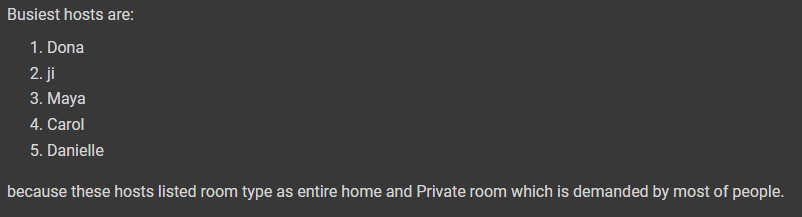 Busiest hosts are:
1. Dona
2. ji
3. Maya
4. Carol
5. Danielle
because these hosts listed room type as entire home and Private room which is demanded by most of people.